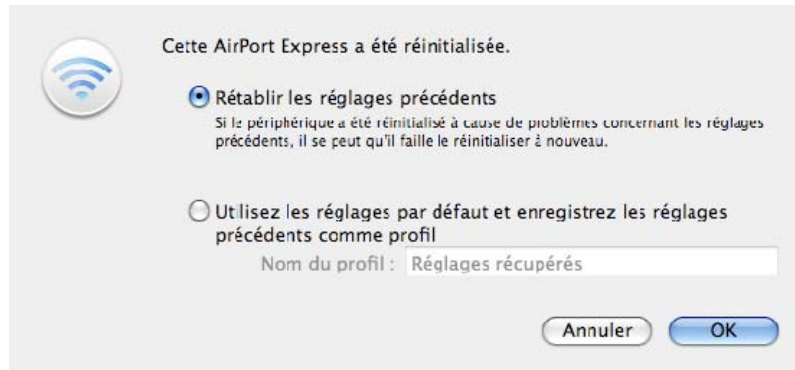 Cette AirPort Express a été réinitialisée.
Rétablir les réglages précédents
Si le périphérique a été réinitialisé à cause de problèmes concernant les réglages
précédents, il se peut qu'il faille le réinitialiser à nouveau.
Utilisez les réglages par défaut et enregistrez les réglages
précédents comme profil
Nom du profil : Réglages récupérés
Annuler OK